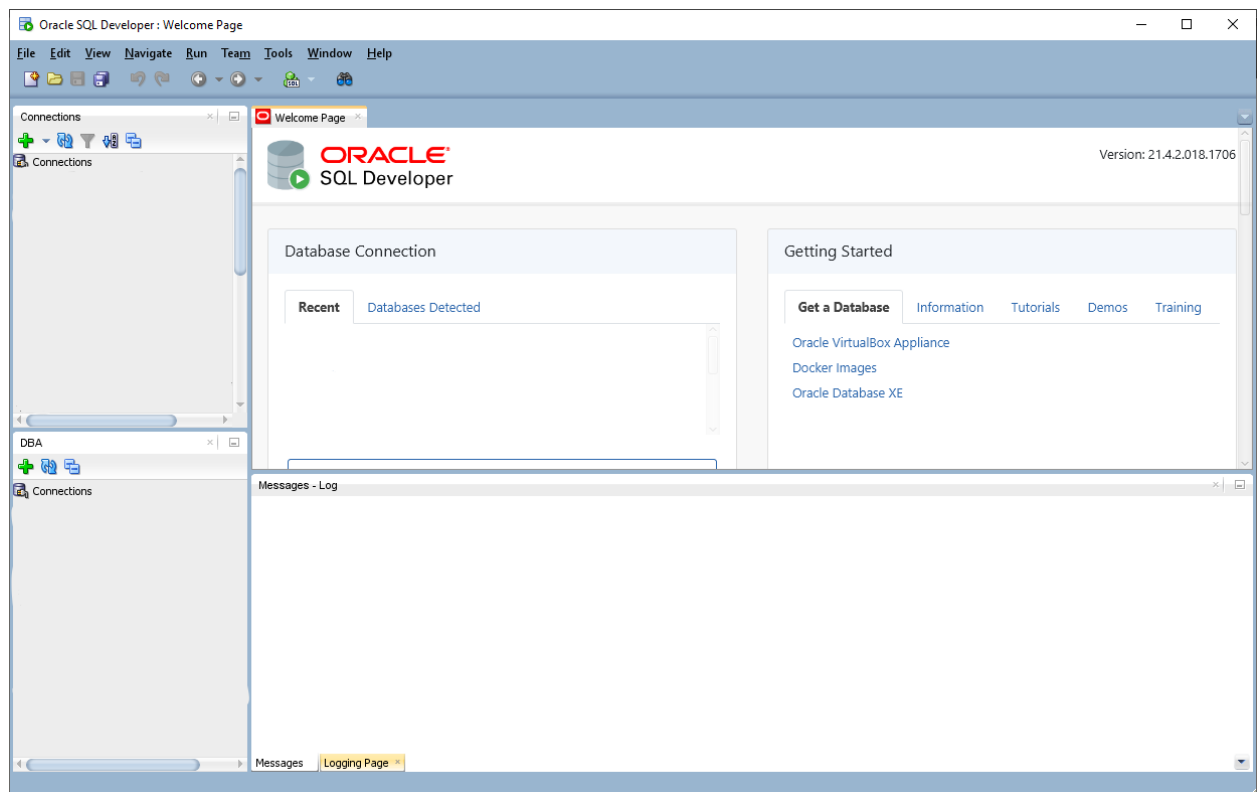 Oracle SQL Developer : Welcome Page
File Edit View Navigate Run Team Tools Window Help
SQL
Connections
Connections
Welcome Page
ORACLE
SQL Developer
Version: 21.4.2.018.1706
Database Connection
Recent Databases Detected
Getting Started
Get a Database Information Tutorials Demos Training
Oracle VirtualBox Appliance
Docker Images
Oracle Database XE
DBA
Connections
Messages - Log
Messages Logging Page